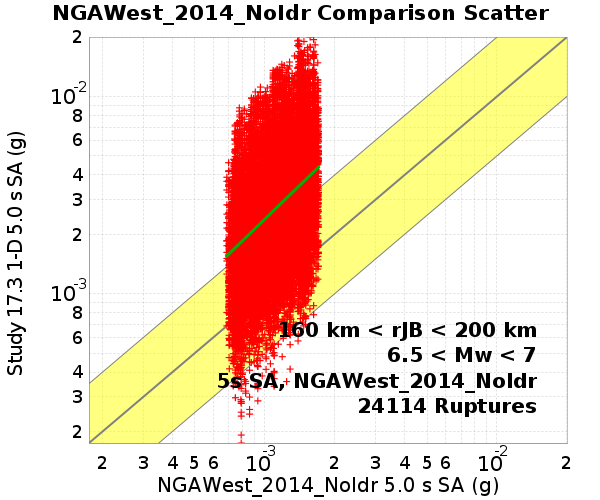 NGAWest_2014_NoIdr Comparison Scatter
2
10-2
8
6
4
3
2
10-3
8
6
4
3
2
Study 17.3 1-D 5.0 s SA (g)
160 km < rJB < 200 km
6.5 < Mw < 7
5s SA, NGAWest_2014_NoIdr
24114 Ruptures
2 3 4 5 6 10-3 2 3 4 5 6 10-2 2
NGAWest_2014_NoIdr 5.0 s SA (g)